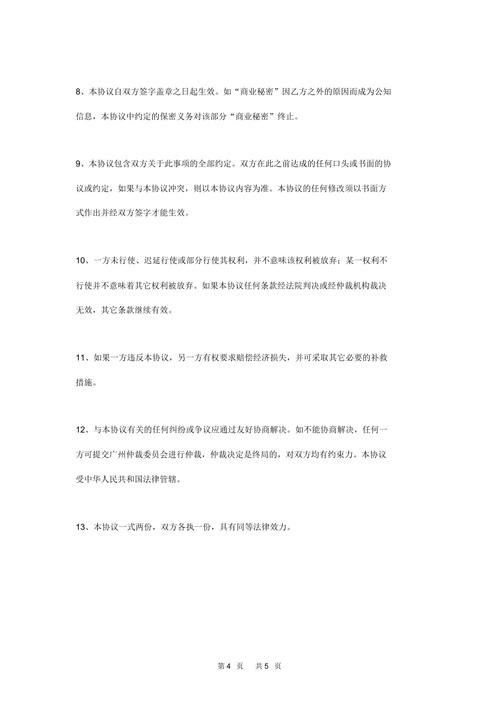 8、本协议自双方签字盖章之日起生效。如“商业秘密”因乙方之外的原因而成为公知
信息，本协议中约定的保密义务对该部分“商业秘密”终止。
9、本协议包含双方关于此事项的全部约定。双方在此之前达成的任何口头或书面的协
议或约定，如果与本协议冲突，则以本协议内容为准。本协议的任何修改须以书面方
式作出并经双方签字才能生效。
10、一方未行使、迟延行使或部分行使其权利，并不意味该权利被放弃；某一权利不
行使并不意味着其它权利被放弃。如果本协议任何条款经法院判决或经仲裁机构裁决
无效，其它条款继续有效。
11、如果一方违反本协议，另一方有权要求赔偿经济损失，并可采取其它必要的补救
措施。
12、与本协议有关的任何纠纷或争议应通过友好协商解决。如不能协商解决，任何一
方可提交广州仲裁委员会进行仲裁，仲裁决定是终局的，对双方均有约束力。本协议
受中华人民共和国法律管辖。
13、本协议一式两份，双方各执一份，具有同等法律效力。
第 4 页 共 5 页